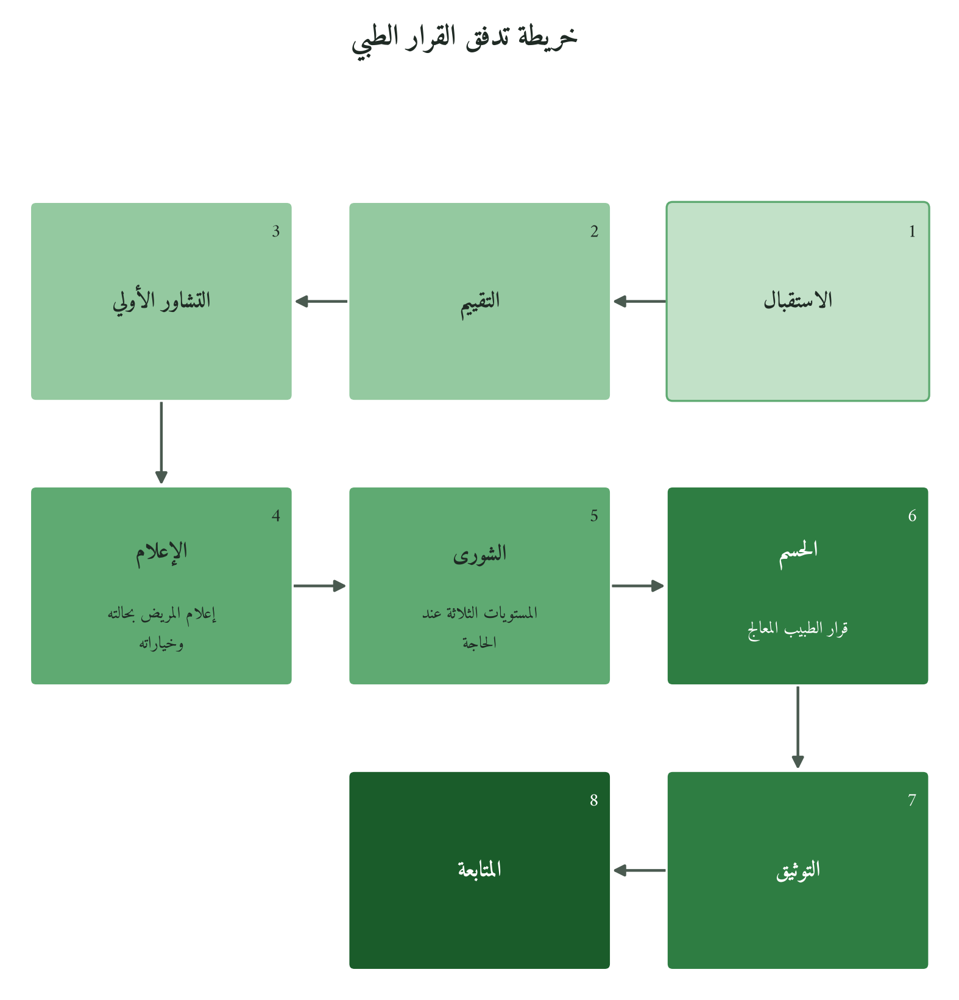 خريطة تدفق القرار الطبي
1
الاستقبال
2
التقييم
3
التشاور الأولي
4
الإعلام
إعلام المريض بحالته
وخياراته
5
الشورى
المستويات الثلاثة عند
الحاجة
6
الحسم
قرار الطبيب المعالج
7
التوثيق
8
المتابعة